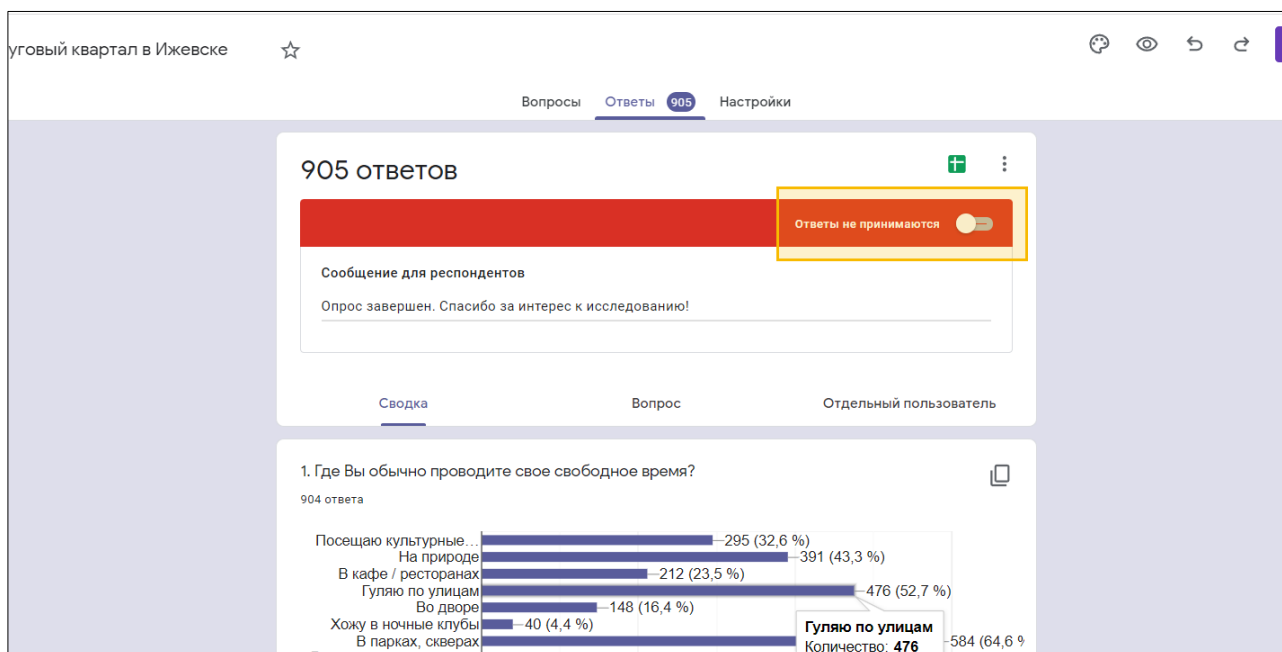 уговый квартал в Ижевске
Вопросы Ответы 905 Настройки
905 ответов
Ответы не принимаются
Сообщение для респондентов
Опрос завершен. Спасибо за интерес к исследованию!
Сводка Вопрос Отдельный пользователь
1. Где Вы обычно проводите свое свободное время?
904 ответа
Посещаю культурные... 295 (32,6 %)
На природе 391 (43,3 %)
В кафе / ресторанах 212 (23,5 %)
Гуляю по улицам 476 (52,7 %)
Во дворе 148 (16,4 %)
Хожу в ночные клубы 40 (4,4 %)
В парках, скверах 584 (64,6 %
Гуляю по улицам
Количество: 476